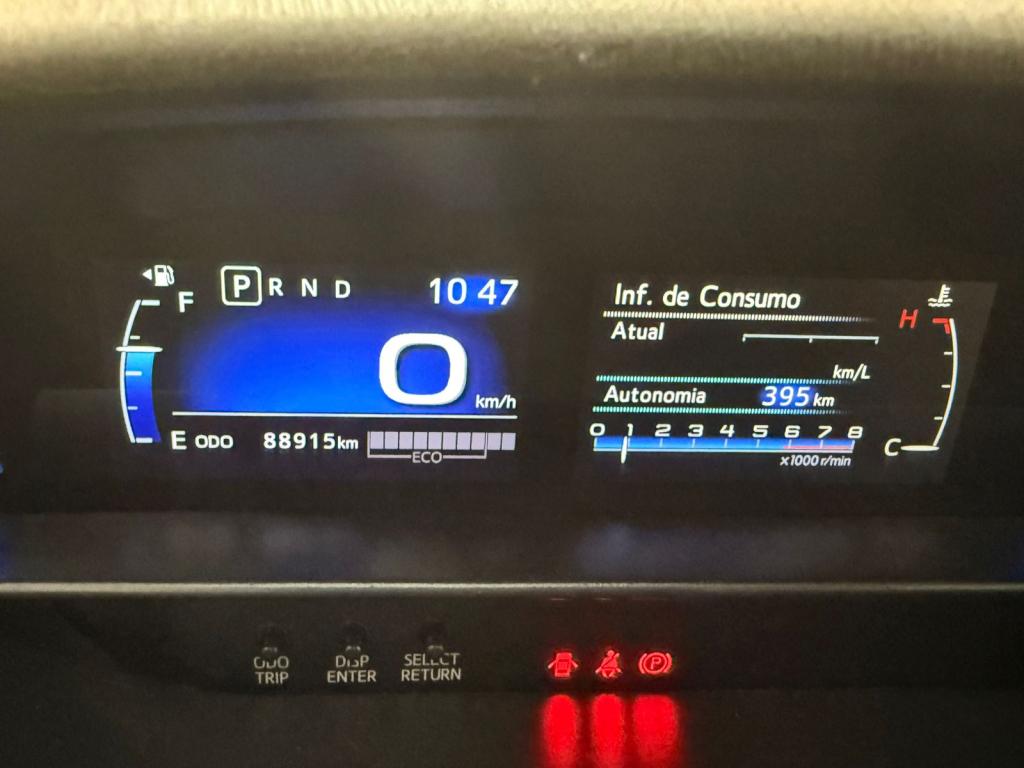 F
P R N D
10 47
0
km/h
E ODO 88915km
ECO
Inf. de Consumo
Atual
km/L
Autonomia 395 km
0 1 2 3 4 5 6 7 8
x1000 r/min
H
C
ODO
TRIP
DISP
ENTER
SELECT
RETURN
P